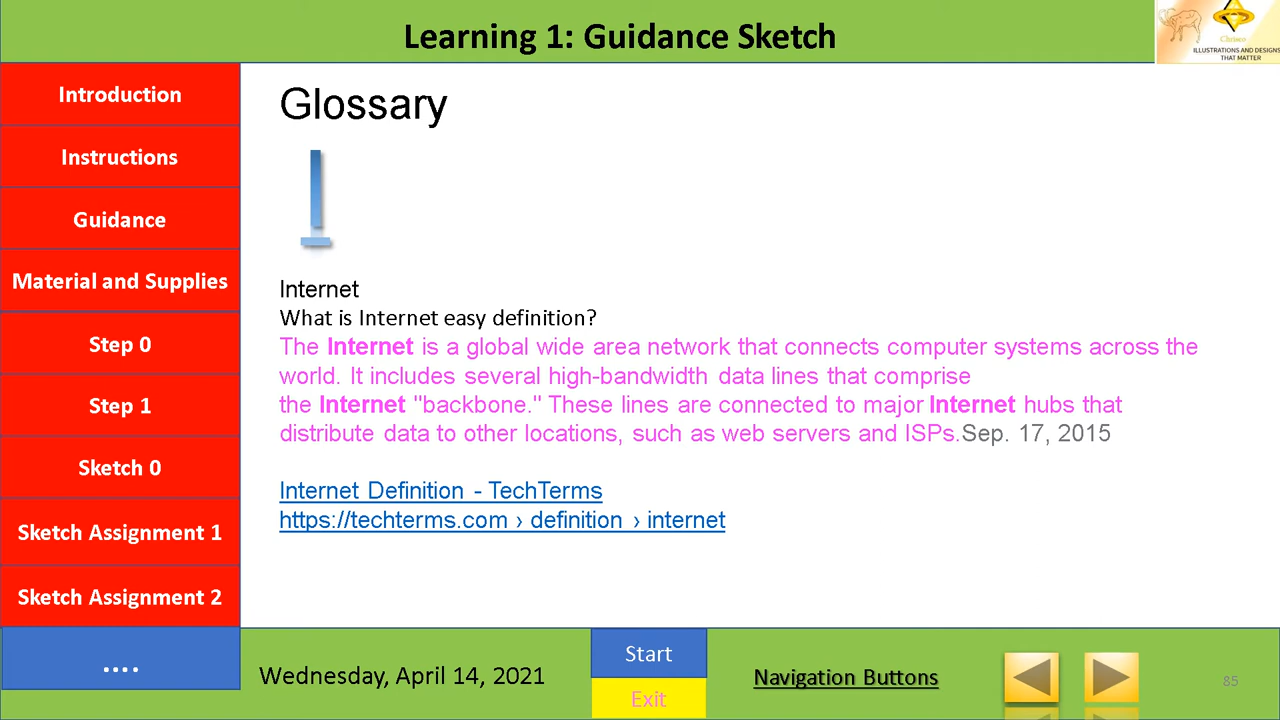 Learning 1: Guidance Sketch
Chrisco
ILLUSTRATIONS AND DESIGNS
THAT MATTER
Introduction
Instructions
Guidance
Material and Supplies
Step 0
Step 1
Sketch 0
Sketch Assignment 1
Sketch Assignment 2
....
Glossary
I
Internet
What is Internet easy definition?
The Internet is a global wide area network that connects computer systems across the
world. It includes several high-bandwidth data lines that comprise
the Internet "backbone." These lines are connected to major Internet hubs that
distribute data to other locations, such as web servers and ISPs.Sep. 17, 2015
Internet Definition - TechTerms
https://techterms.com › definition › internet
Wednesday, April 14, 2021
Start
Exit
Navigation Buttons
85